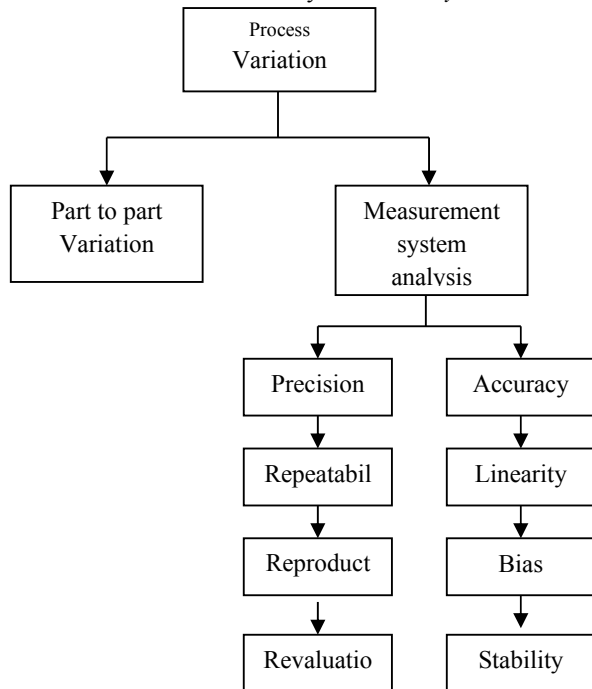 Process
Variation
Part to part
Variation
Measurement
system
analysis
Precision
Accuracy
Repeatabil
Linearity
Reproduct
Bias
Revaluatio
Stability